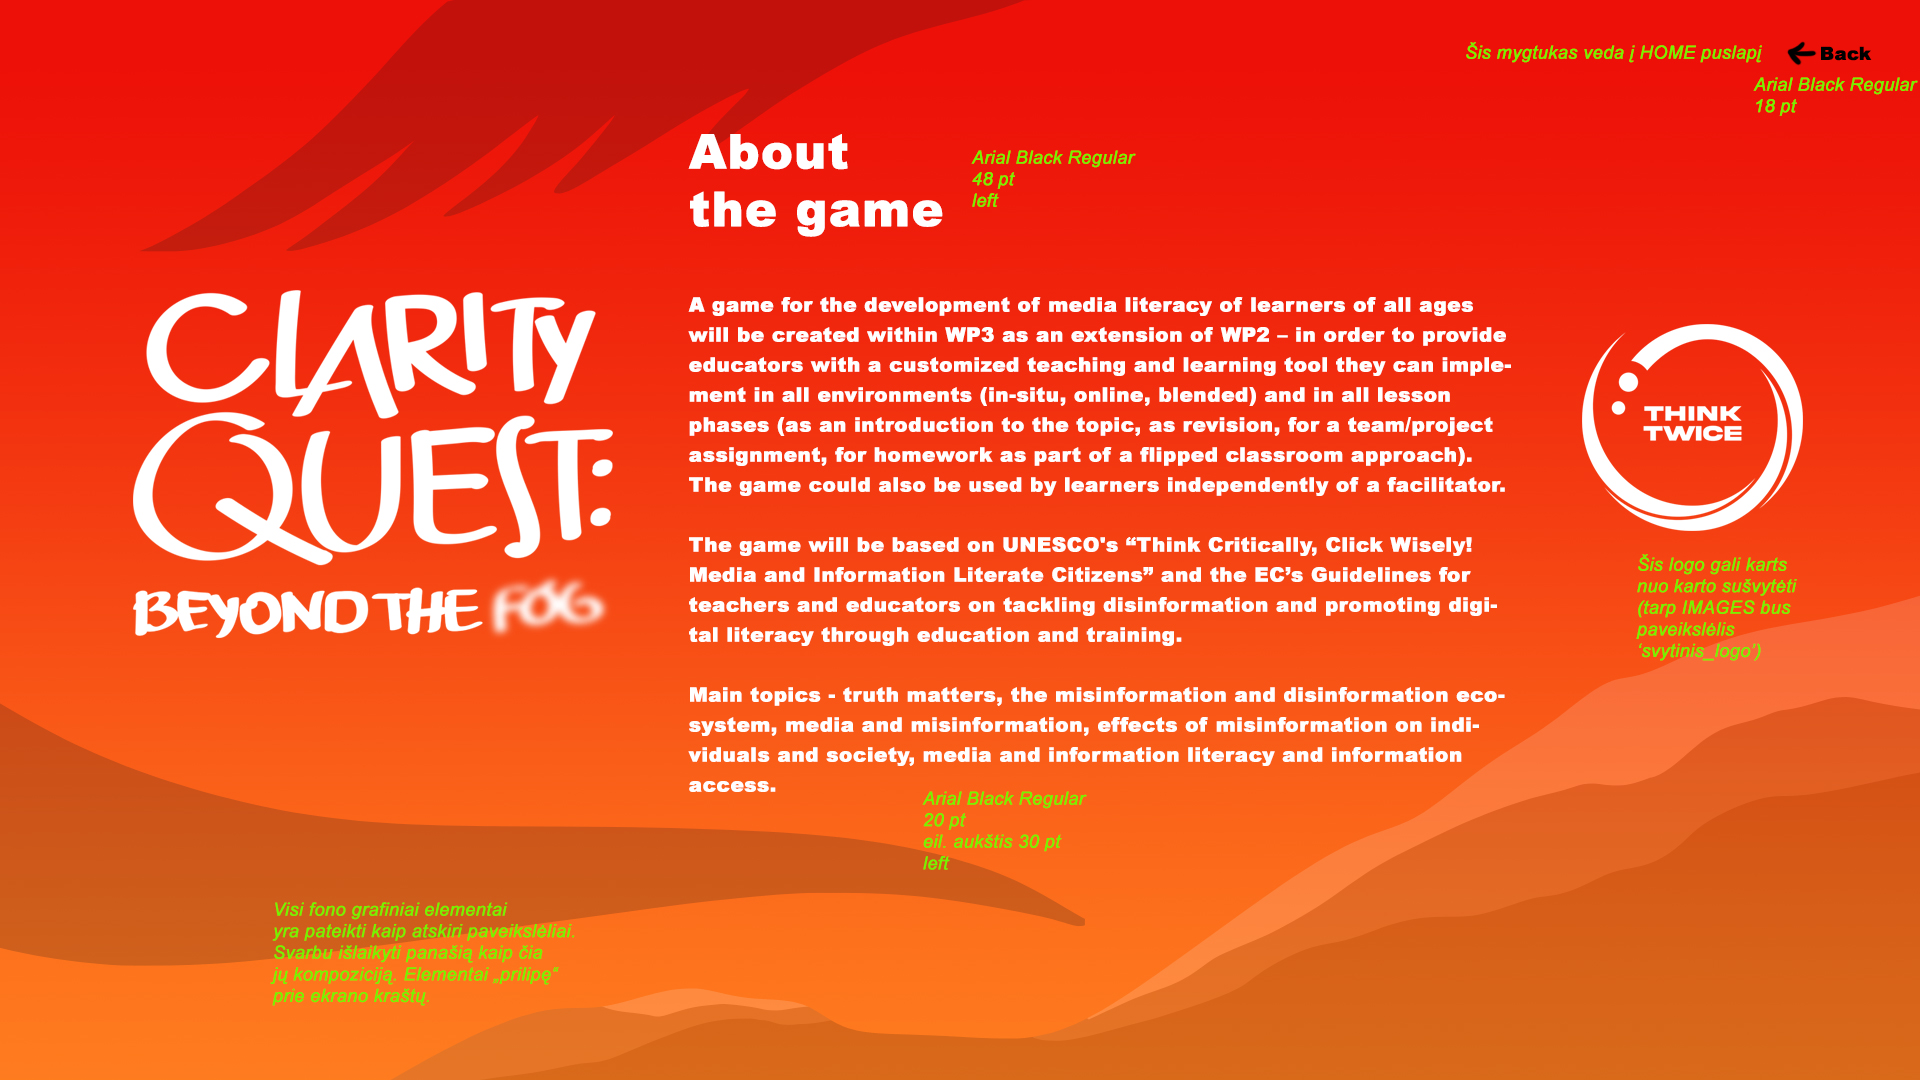 Šis mygtukas veda į HOME puslapį
Back
Arial Black Regular
18 pt
About
the game
Arial Black Regular
48 pt
left
CLARITY
QUEST:
BEYOND THE FOG
A game for the development of media literacy of learners of all ages
will be created within WP3 as an extension of WP2 – in order to provide
educators with a customized teaching and learning tool they can imple-
ment in all environments (in-situ, online, blended) and in all lesson
phases (as an introduction to the topic, as revision, for a team/project
assignment, for homework as part of a flipped classroom approach).
The game could also be used by learners independently of a facilitator.
The game will be based on UNESCO's “Think Critically, Click Wisely!
Media and Information Literate Citizens” and the EC’s Guidelines for
teachers and educators on tackling disinformation and promoting digi-
tal literacy through education and training.
Main topics - truth matters, the misinformation and disinformation eco-
system, media and misinformation, effects of misinformation on indi-
viduals and society, media and information literacy and information
access.
Arial Black Regular
20 pt
eil. aukštis 30 pt
left
THINK
TWICE
Šis logo gali karts
nuo karto sušvytėti
(tarp IMAGES bus
paveikslėlis
‘svytinis_logo’)
Visi fono grafiniai elementai
yra pateikti kaip atskiri paveikslėliai.
Svarbu išlaikyti panašią kaip čia
jų kompoziciją. Elementai „prilipę“
prie ekrano kraštų.